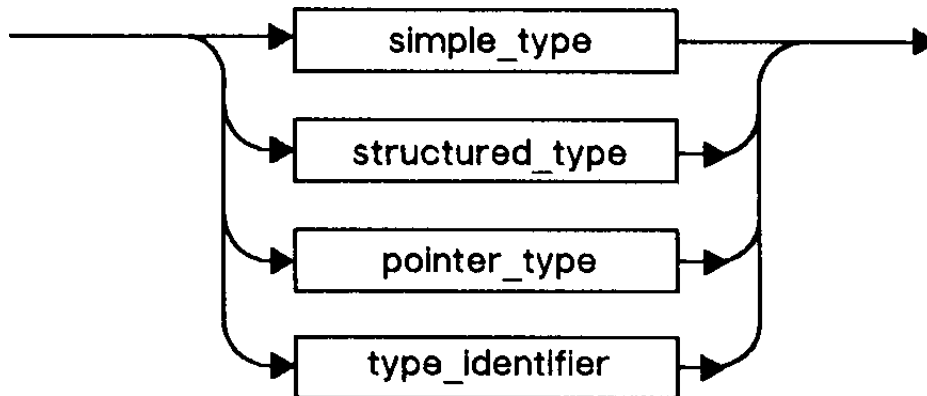 simple_type
structured_type
pointer_type
type_identifier